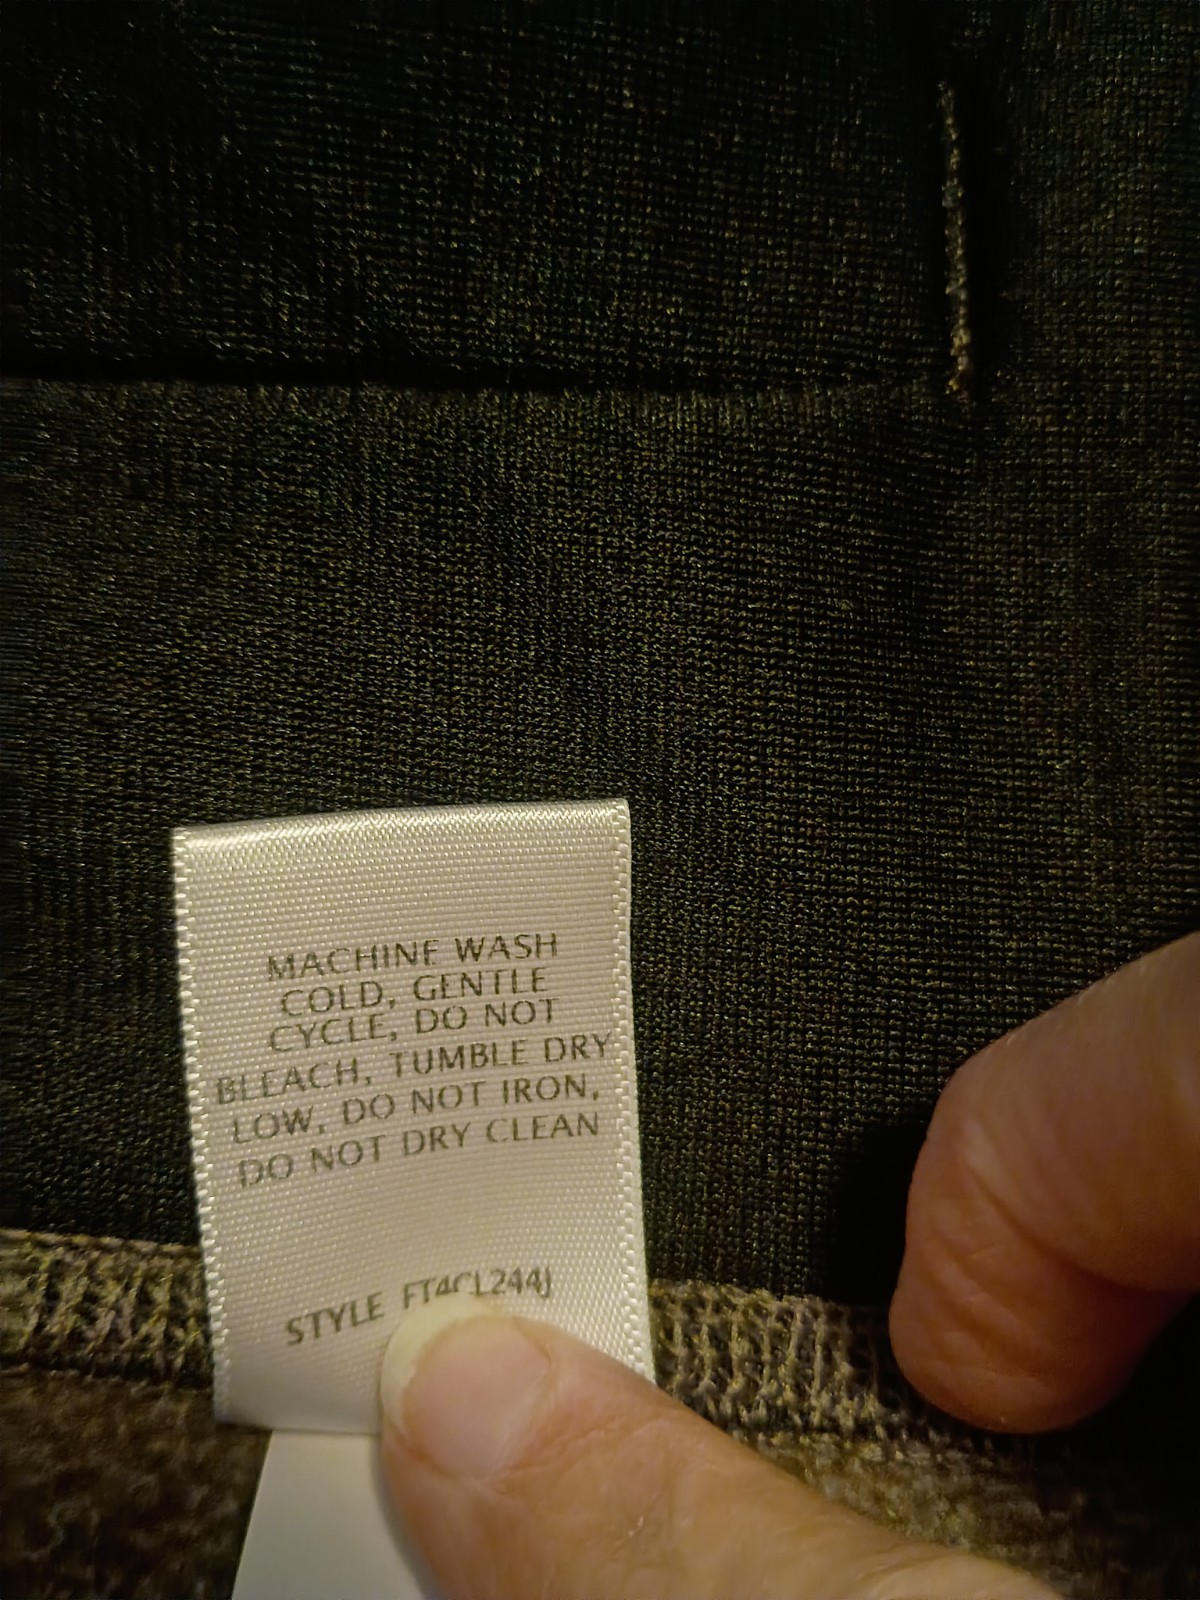 MACHINE WASH
COLD, GENTLE
CYCLE, DO NOT
BLEACH, TUMBLE DRY
LOW, DO NOT IRON,
DO NOT DRY CLEAN
STYLE FT4CL244J